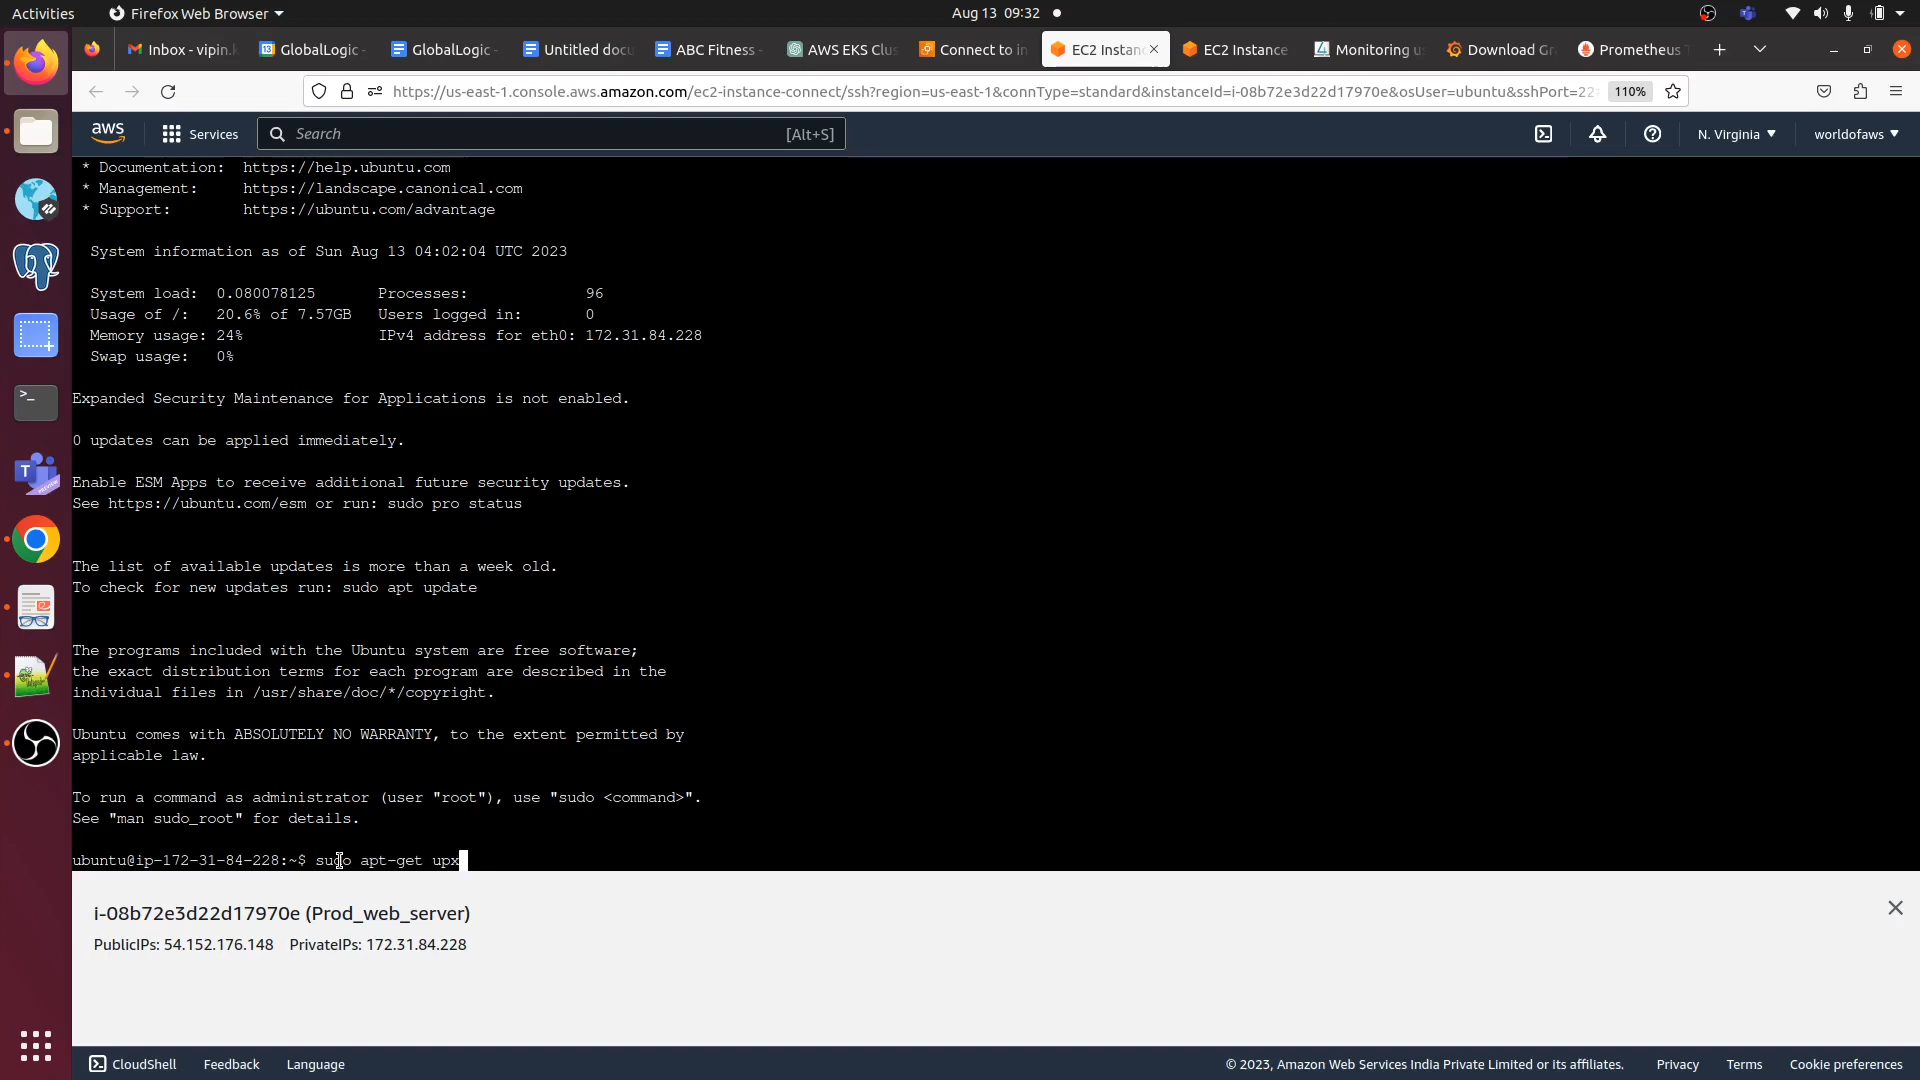 Activities
Firefox Web Browser
Aug 13 09:32
Inbox - vipin.k
GlobalLogic -
GlobalLogic -
Untitled docu
ABC Fitness -
AWS EKS Clus
Connect to in
EC2 Instanc
EC2 Instance
Monitoring us
Download Gr
Prometheus
https://us-east-1.console.aws.amazon.com/ec2-instance-connect/ssh?region=us-east-1&connType=standard&instanceId=i-08b72e3d22d17970e&osUser=ubuntu&sshPort=22
110%
aws
Services
Search
[Alt+S]
N. Virginia
worldofaws
* Documentation: https://help.ubuntu.com
* Management: https://landscape.canonical.com
* Support: https://ubuntu.com/advantage
System information as of Sun Aug 13 04:02:04 UTC 2023
System load: 0.080078125 Processes: 96
Usage of /: 20.6% of 7.57GB Users logged in: 0
Memory usage: 24% IPv4 address for eth0: 172.31.84.228
Swap usage: 0%
Expanded Security Maintenance for Applications is not enabled.
0 updates can be applied immediately.
Enable ESM Apps to receive additional future security updates.
See https://ubuntu.com/esm or run: sudo pro status
The list of available updates is more than a week old.
To check for new updates run: sudo apt update
The programs included with the Ubuntu system are free software;
the exact distribution terms for each program are described in the
individual files in /usr/share/doc/*/copyright.
Ubuntu comes with ABSOLUTELY NO WARRANTY, to the extent permitted by
applicable law.
To run a command as administrator (user "root"), use "sudo <command>".
See "man sudo_root" for details.
ubuntu@ip-172-31-84-228:~$ sudo apt-get upx
i-08b72e3d22d17970e (Prod_web_server)
PublicIPs: 54.152.176.148 PrivateIPs: 172.31.84.228
CloudShell
Feedback
Language
© 2023, Amazon Web Services India Private Limited or its affiliates.
Privacy
Terms
Cookie preferences